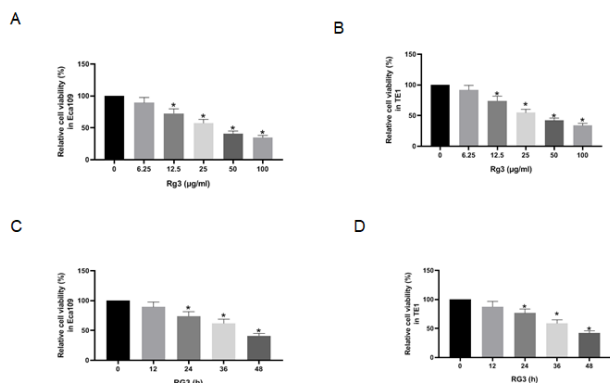 A
B
Relative cell viability (%)
in Eca109
150
100
50
0
*
*
*
*
0 6.25 12.5 25 50 100
Rg3 (μg/ml)
Relative cell viability (%)
in TE1
150
100
50
0
*
*
*
*
0 6.25 12.5 25 50 100
Rg3 (μg/ml)
C
D
Relative cell viability (%)
in Eca109
150
100
50
0
*
*
*
0 12 24 36 48
RG3 (h)
Relative cell viability (%)
in TE1
150
100
50
0
*
*
*
0 12 24 36 48
RG3 (h)